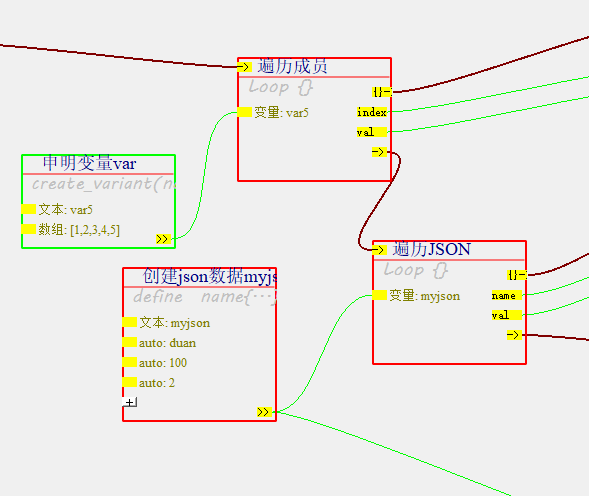 遍历成员
Loop {}
{}
变量: var5
index
val
申明变量var
create_variant(n
文本: var5
数组: [1,2,3,4,5]
遍历JSON
Loop {}
{}
变量: myjson
name
val
创建json数据myjs
define name{...}
文本: myjson
auto: duan
auto: 100
auto: 2